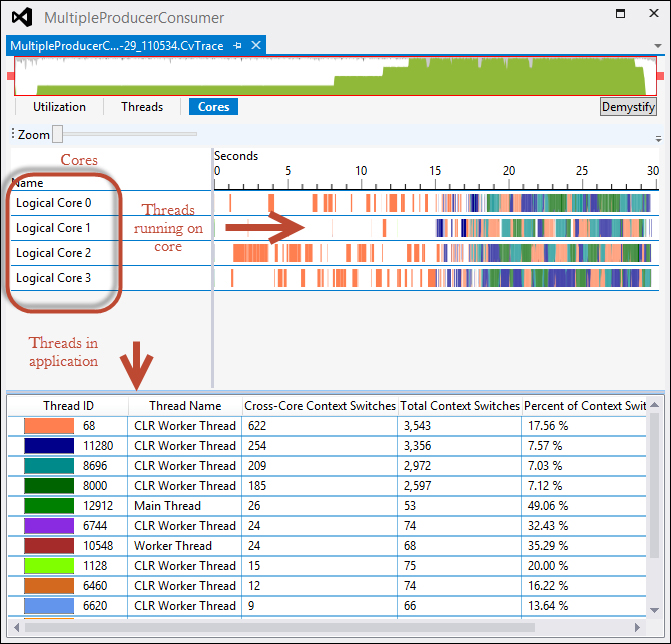 MultipleProducerConsumer
MultipleProducerC...-29_110534.CvTrace
Utilization Threads Cores Demystify
Zoom
Cores
Seconds
Name 0 5 10 15 20 25 30
Logical Core 0
Logical Core 1
Logical Core 2
Logical Core 3
Threads
running on
core
Threads in
application
Thread ID Thread Name Cross-Core Context Switches Total Context Switches Percent of Context Swit
68 CLR Worker Thread 622 3,543 17.56 %
11280 CLR Worker Thread 254 3,356 7.57 %
8696 CLR Worker Thread 209 2,972 7.03 %
8000 CLR Worker Thread 185 2,597 7.12 %
12912 Main Thread 26 53 49.06 %
6744 CLR Worker Thread 24 74 32.43 %
10548 Worker Thread 24 68 35.29 %
1128 CLR Worker Thread 15 75 20.00 %
6460 CLR Worker Thread 12 74 16.22 %
6620 CLR Worker Thread 9 66 13.64 %